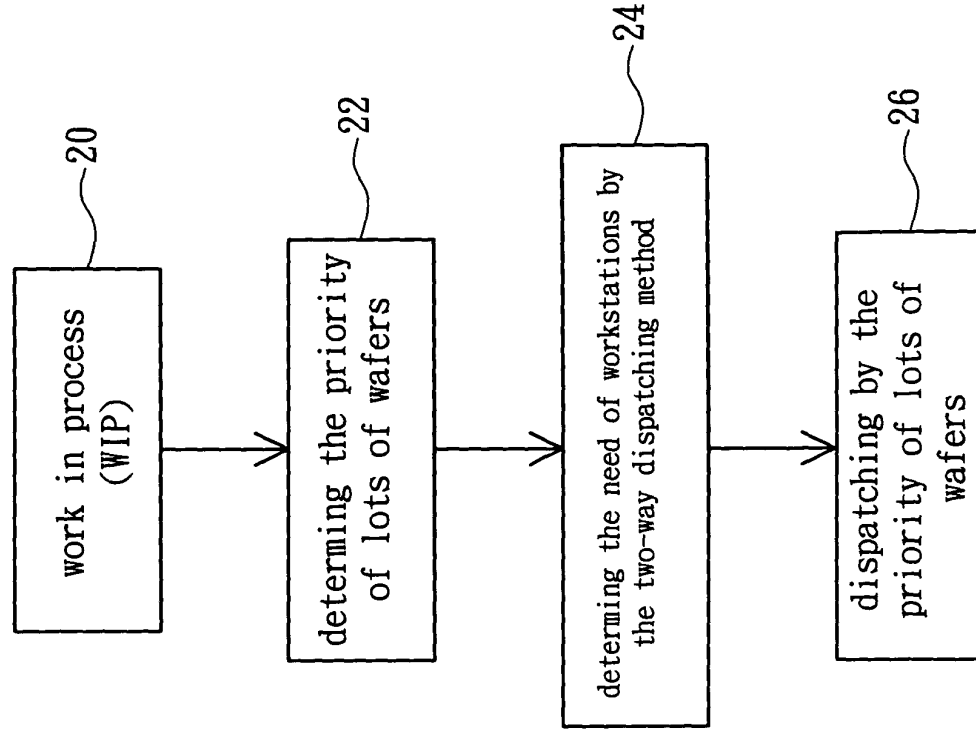 20
work in process
(WIP)
22
determing the priority
of lots of wafers
24
determing the need of workstations by
the two-way dispatching method
26
dispatching by the
priority of lots of
wafers